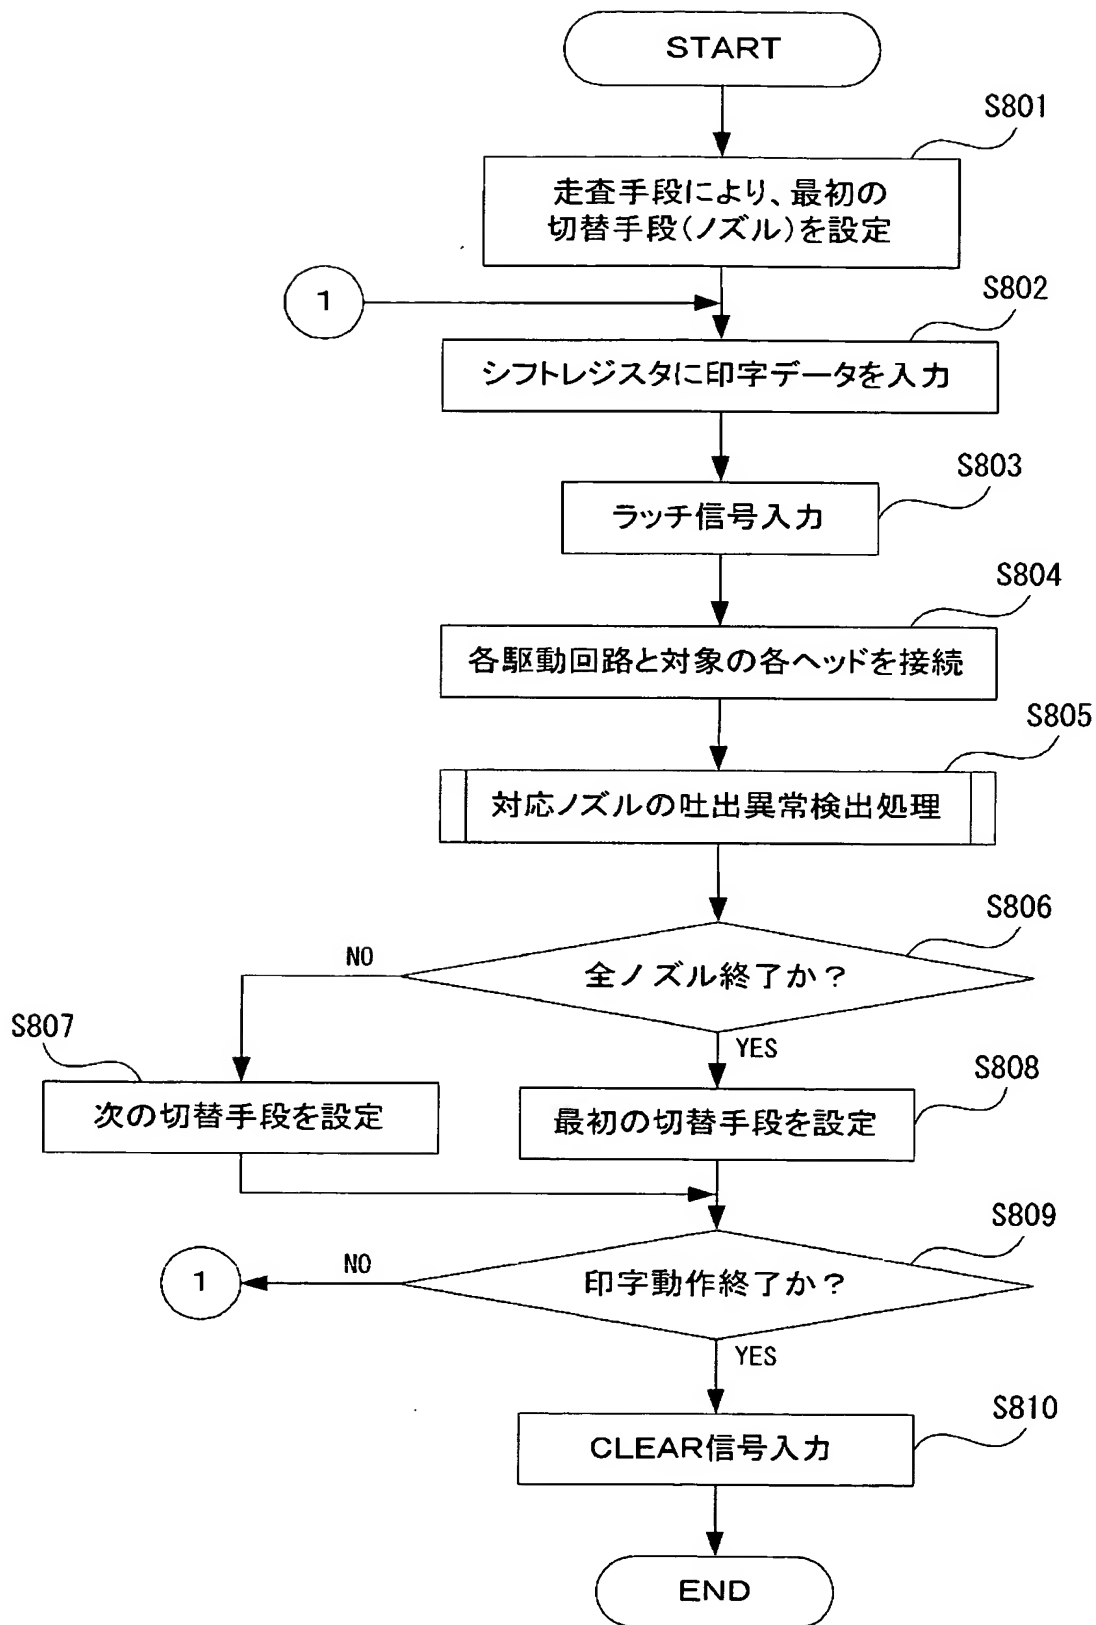 START
S801
走査手段により、最初の
切替手段(ノズル)を設定
1
S802
シフトレジスタに印字データを入力
S803
ラッチ信号入力
S804
各駆動回路と対象の各ヘッドを接続
S805
対応ノズルの吐出異常検出処理
S806
全ノズル終了か?
NO
YES
S807
次の切替手段を設定
S808
最初の切替手段を設定
S809
印字動作終了か?
NO
1
YES
S810
CLEAR信号入力
END